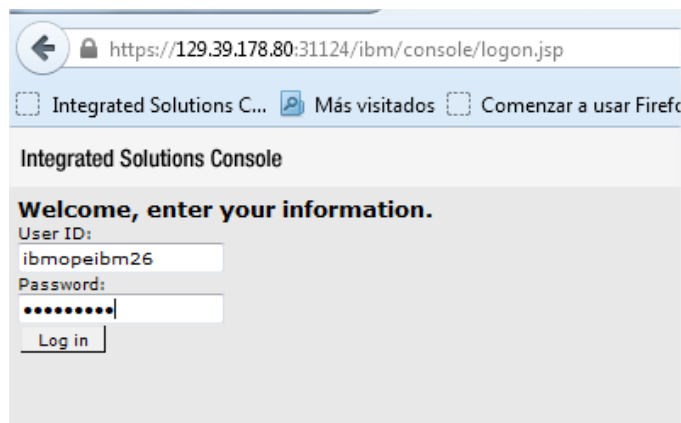 https://129.39.178.80:31124/ibm/console/logon.jsp
Integrated Solutions C... Más visitados Comenzar a usar Firefo
Integrated Solutions Console
Welcome, enter your information.
User ID:
ibmopeibm26
Password:
•••••••••
Log in